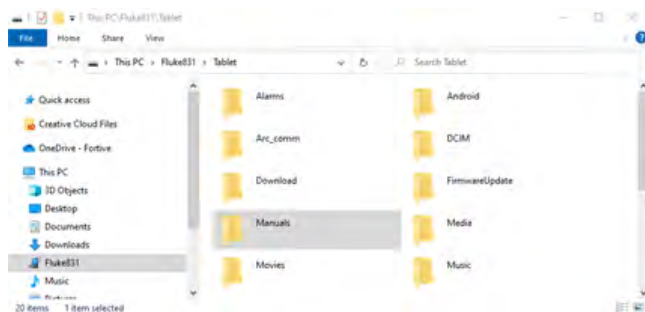 This PC\Fluke831\Tablet
File Home Share View
This PC › Fluke831 › Tablet
Search Tablet
Quick access
Creative Cloud Files
OneDrive - Fortive
This PC
3D Objects
Desktop
Documents
Downloads
Fluke831
Music
Pictures
Alarms
Android
Arc_comm
DCIM
Download
FirmwareUpdate
Manuals
Media
Movies
Music
20 items 1 item selected